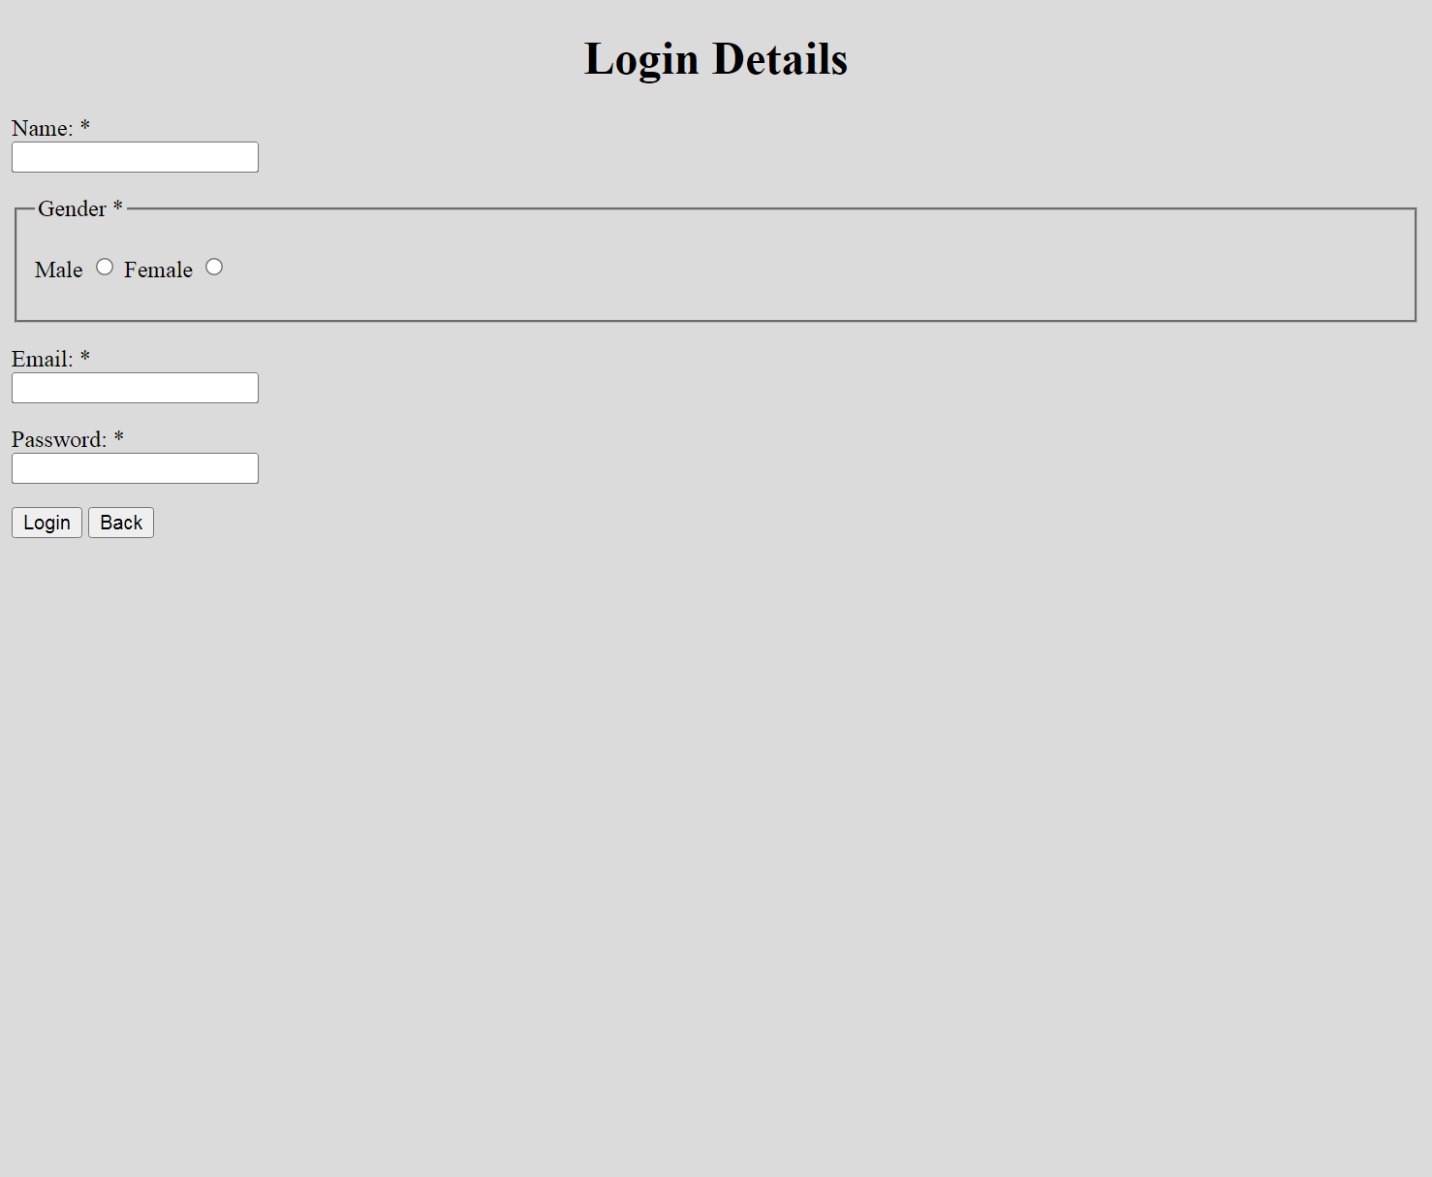 Login Details
Name: *
Gender *
Male Female
Email: *
Password: *
Login Back